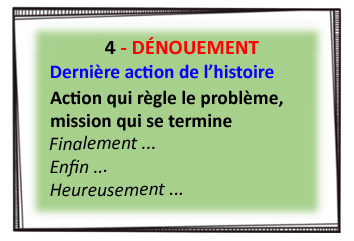 4 - DÉNOUEMENT
Dernière action de l’histoire
Action qui règle le problème,
mission qui se termine
Finalement ...
Enfin ...
Heureusement ...